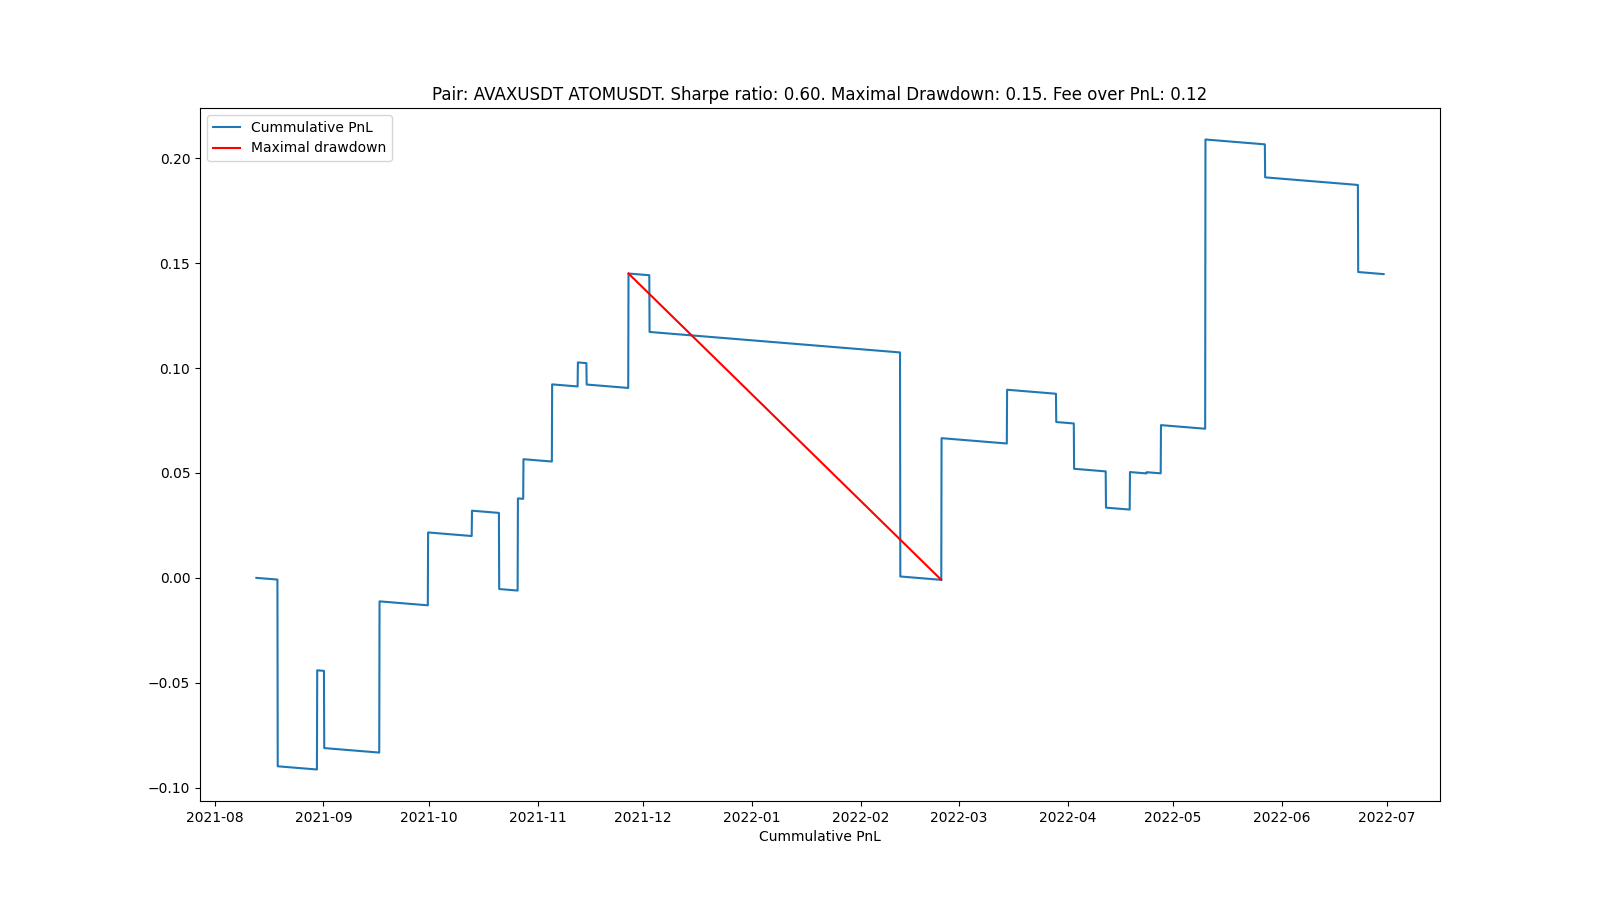 Pair: AVAXUSDT ATOMUSDT. Sharpe ratio: 0.60. Maximal Drawdown: 0.15. Fee over PnL: 0.12
Cummulative PnL
Maximal drawdown
0.20
0.15
0.10
0.05
0.00
−0.05
−0.10
2021-08 2021-09 2021-10 2021-11 2021-12 2022-01 2022-02 2022-03 2022-04 2022-05 2022-06 2022-07
Cummulative PnL